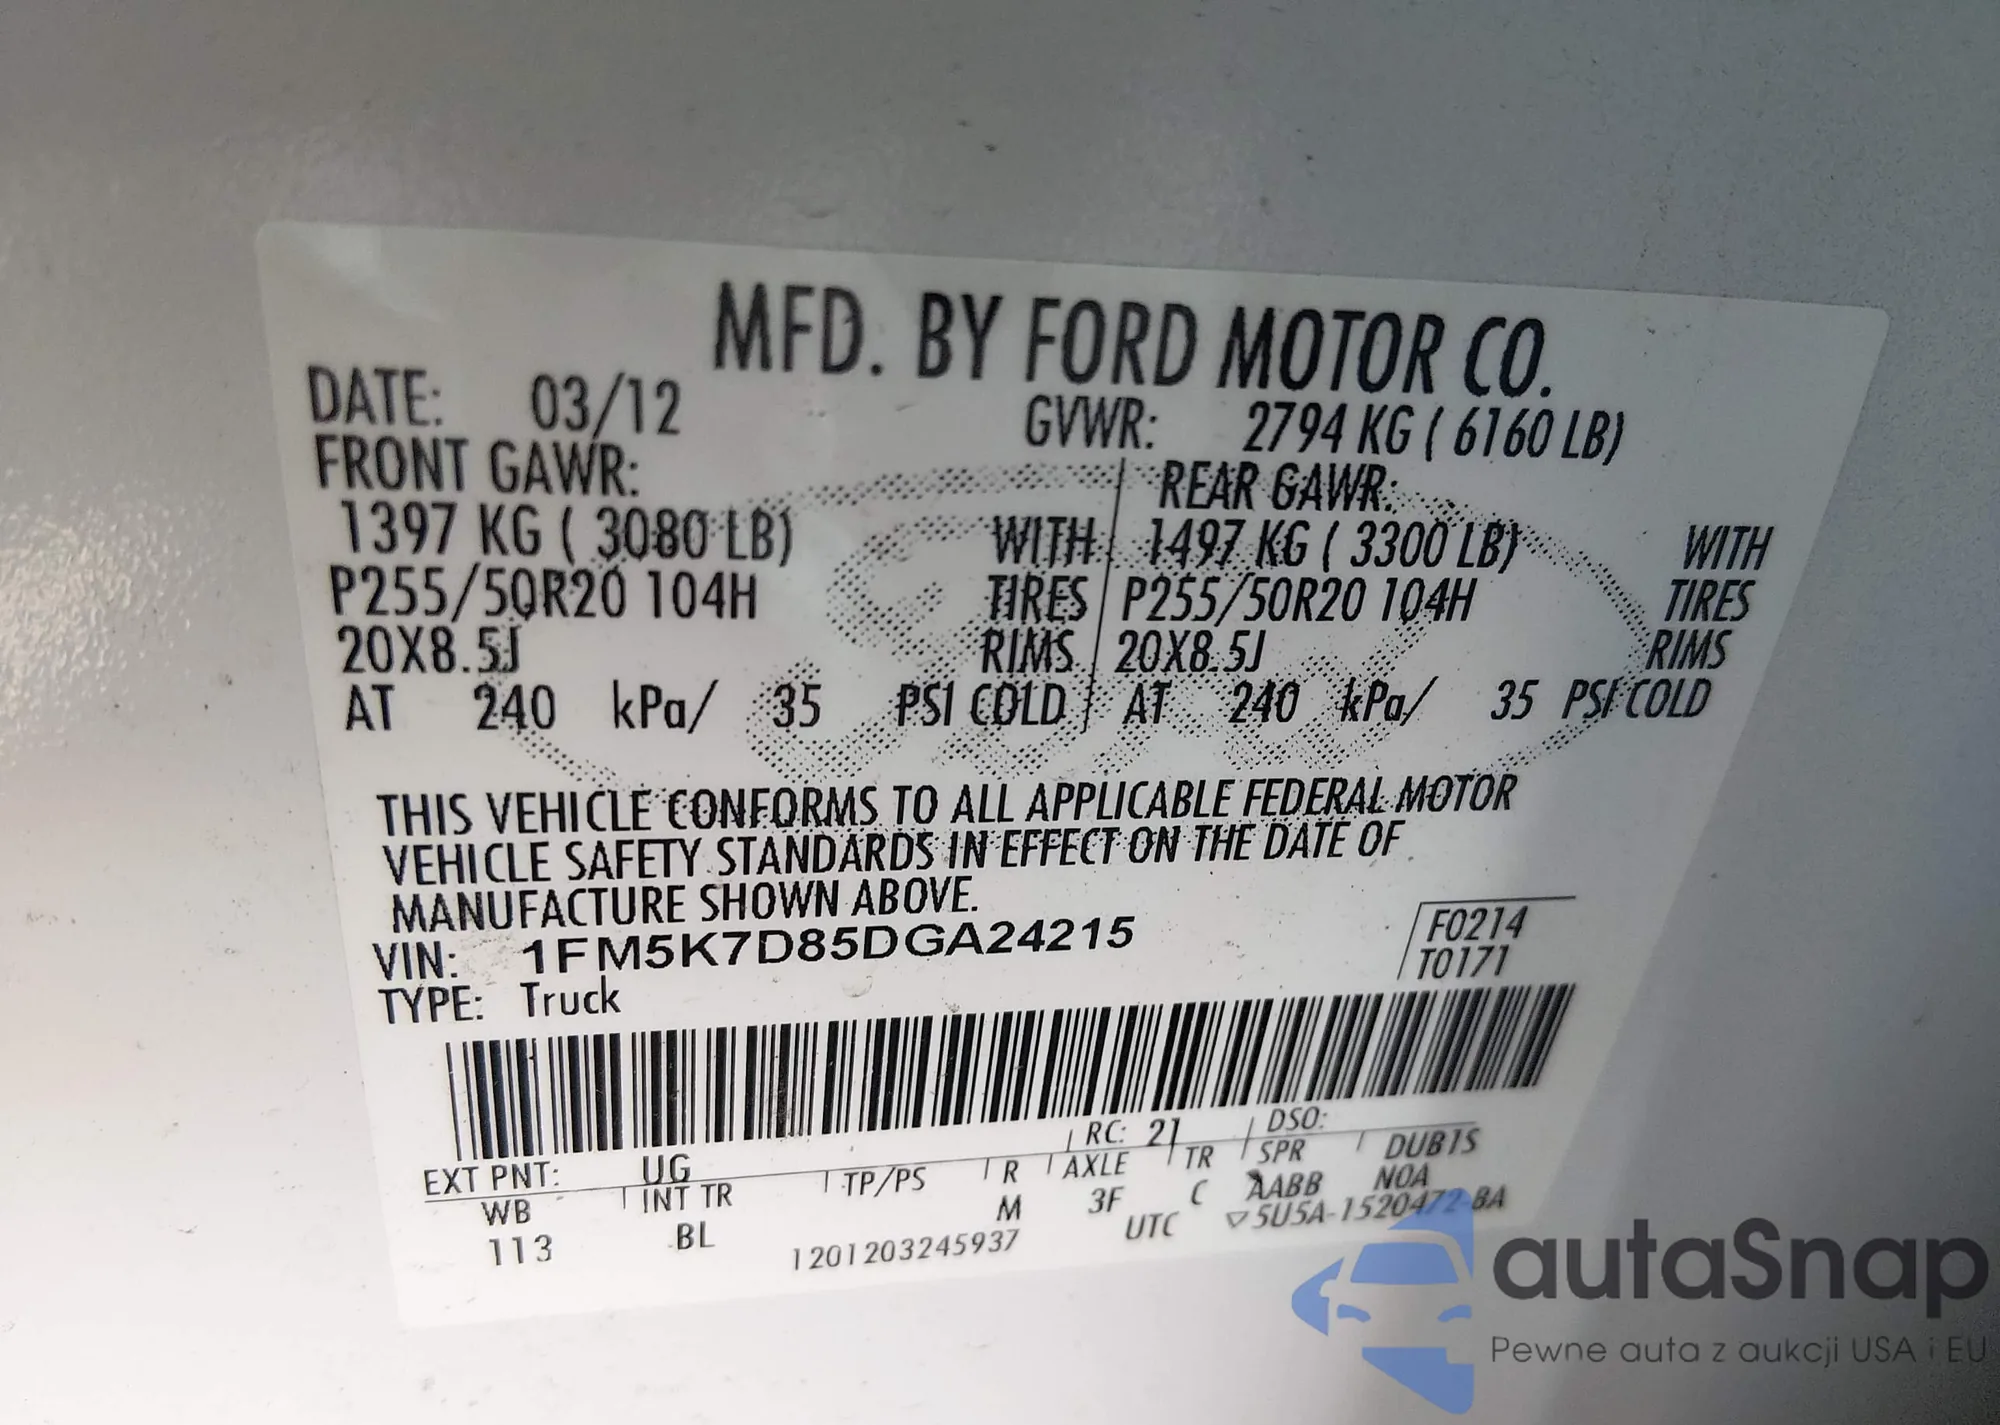 MFD. BY FORD MOTOR CO.
DATE: 03/12 GVWR: 2794 KG ( 6160 LB)
FRONT GAWR: REAR GAWR:
1397 KG ( 3080 LB) WITH 1497 KG ( 3300 LB) WITH
P255/50R20 104H TIRES P255/50R20 104H TIRES
20X8.5J RIMS 20X8.5J RIMS
AT 240 kPa/ 35 PSI COLD AT 240 kPa/ 35 PSI COLD
THIS VEHICLE CONFORMS TO ALL APPLICABLE FEDERAL MOTOR
VEHICLE SAFETY STANDARDS IN EFFECT ON THE DATE OF
MANUFACTURE SHOWN ABOVE.
VIN: 1FM5K7D85DGA24215
TYPE: Truck
F0214
T0171
EXT PNT: UG RC: 21 DSO:
WB INT TR TP/PS R AXLE TR SPR DUB1S
113 BL M 3F C AABB NOA
1201203245937 UTC ▽5U5A-1520472-BA
autaSnap
Pewne auta z aukcji USA i EU